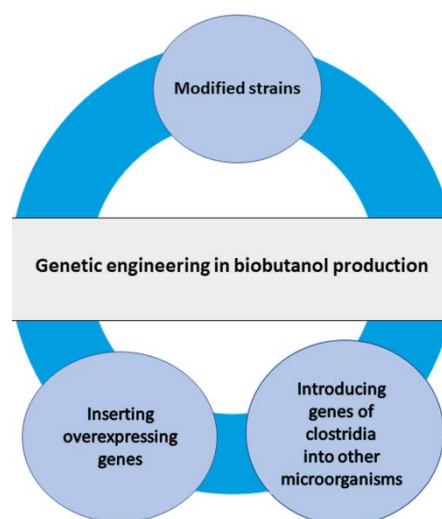 Modified strains
Genetic engineering in biobutanol production
Inserting
overexpressing
genes
Introducing
genes of
clostridia
into other
microorganisms